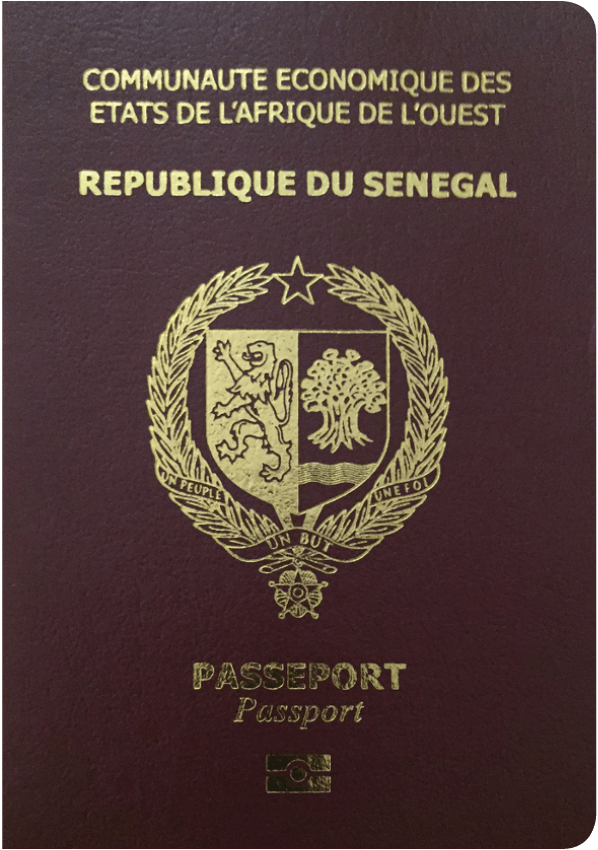 COMMUNAUTE ECONOMIQUE DES
ETATS DE L'AFRIQUE DE L'OUEST
REPUBLIQUE DU SENEGAL
UN PEUPLE
UN BUT
UNE FOI
PASSEPORT
Passport